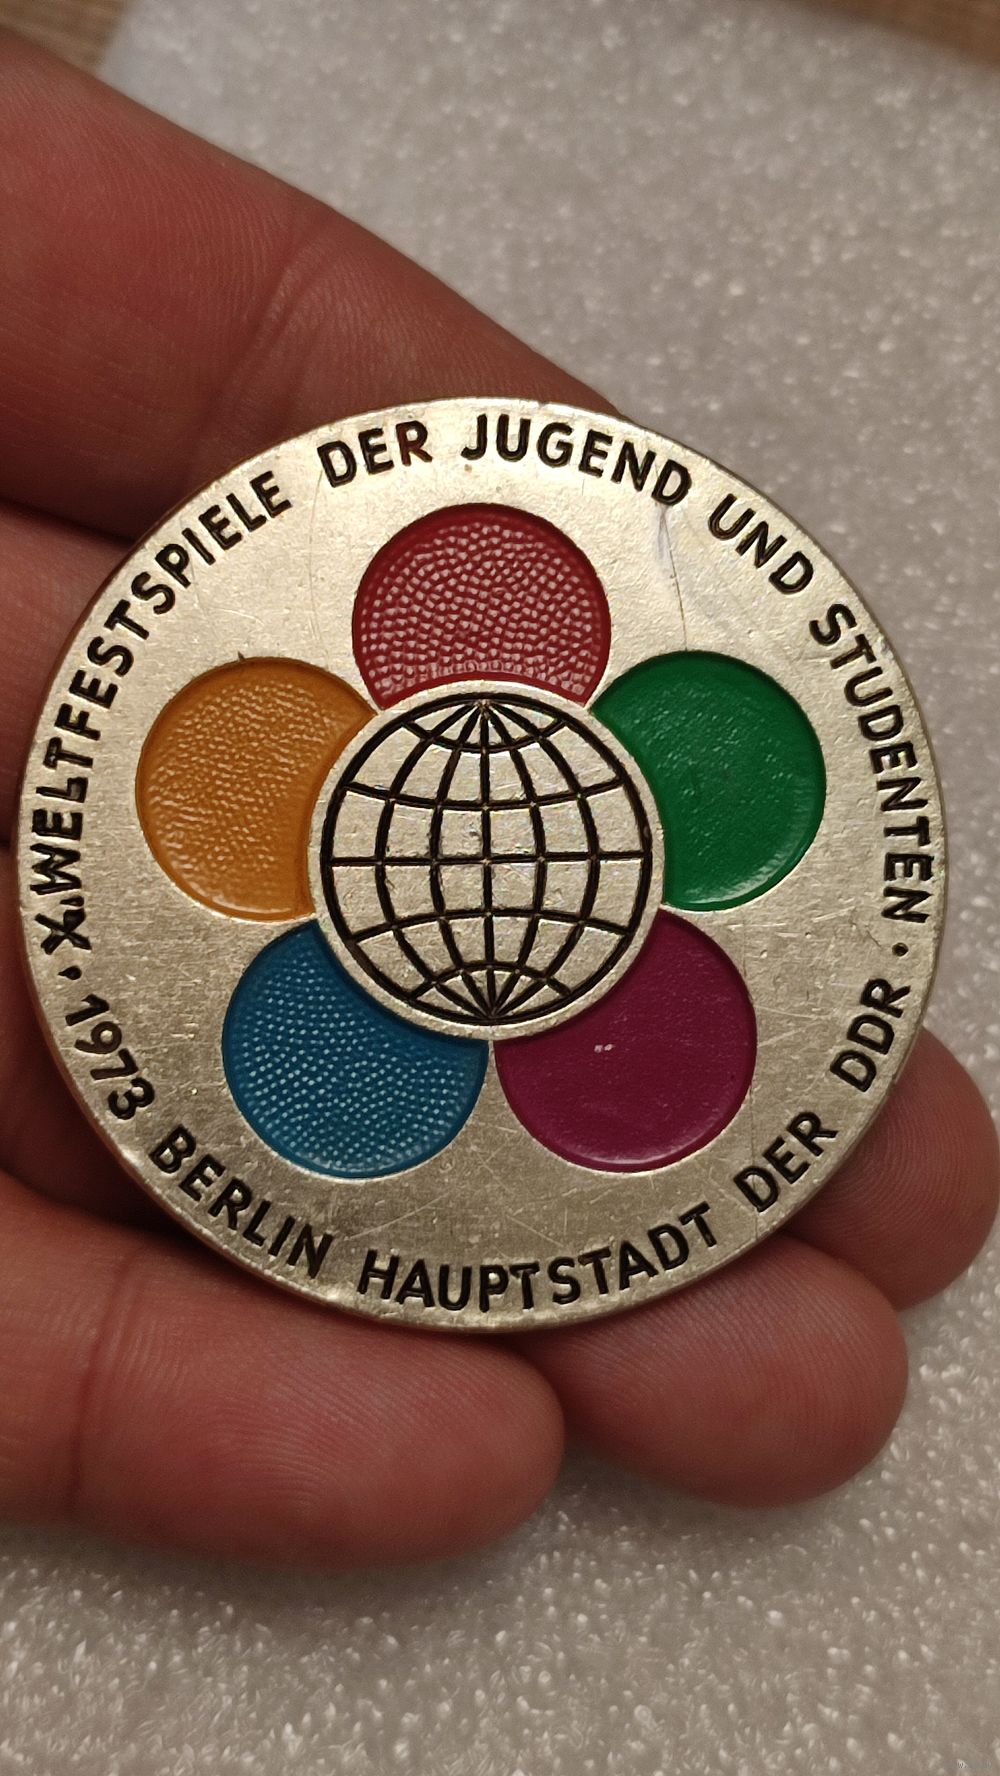 X. WELTFESTSPIELE DER JUGEND UND STUDENTEN ·
1973 BERLIN HAUPTSTADT DER DDR ·